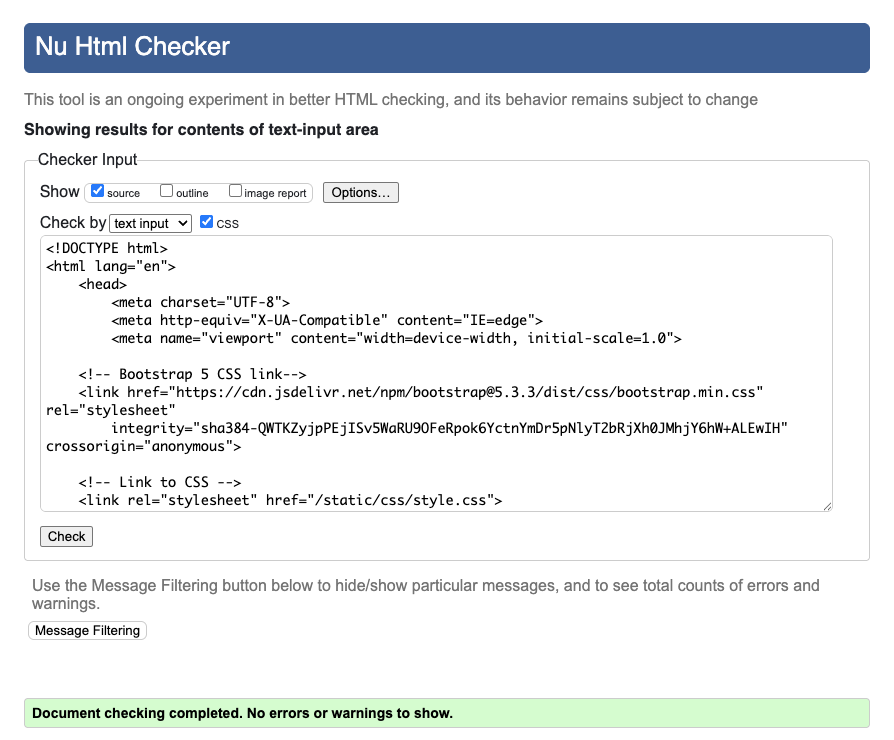 Nu Html Checker
This tool is an ongoing experiment in better HTML checking, and its behavior remains subject to change
Showing results for contents of text-input area
Checker Input
Show source outline image report Options...
Check by text input CSS
<!DOCTYPE html>
<html lang="en">
    <head>
        <meta charset="UTF-8">
        <meta http-equiv="X-UA-Compatible" content="IE=edge">
        <meta name="viewport" content="width=device-width, initial-scale=1.0">
    <!-- Bootstrap 5 CSS link-->
    <link href="https://cdn.jsdelivr.net/npm/bootstrap@5.3.3/dist/css/bootstrap.min.css"
rel="stylesheet"
        integrity="sha384-QWTKZyjpPEjISv5WaRU9OFeRpok6YctnYmDr5pNlyT2bRjXh0JMhjY6hW+ALEwIH"
crossorigin="anonymous">
    <!-- Link to CSS -->
    <link rel="stylesheet" href="/static/css/style.css">
Check
Use the Message Filtering button below to hide/show particular messages, and to see total counts of errors and
warnings.
Message Filtering
Document checking completed. No errors or warnings to show.